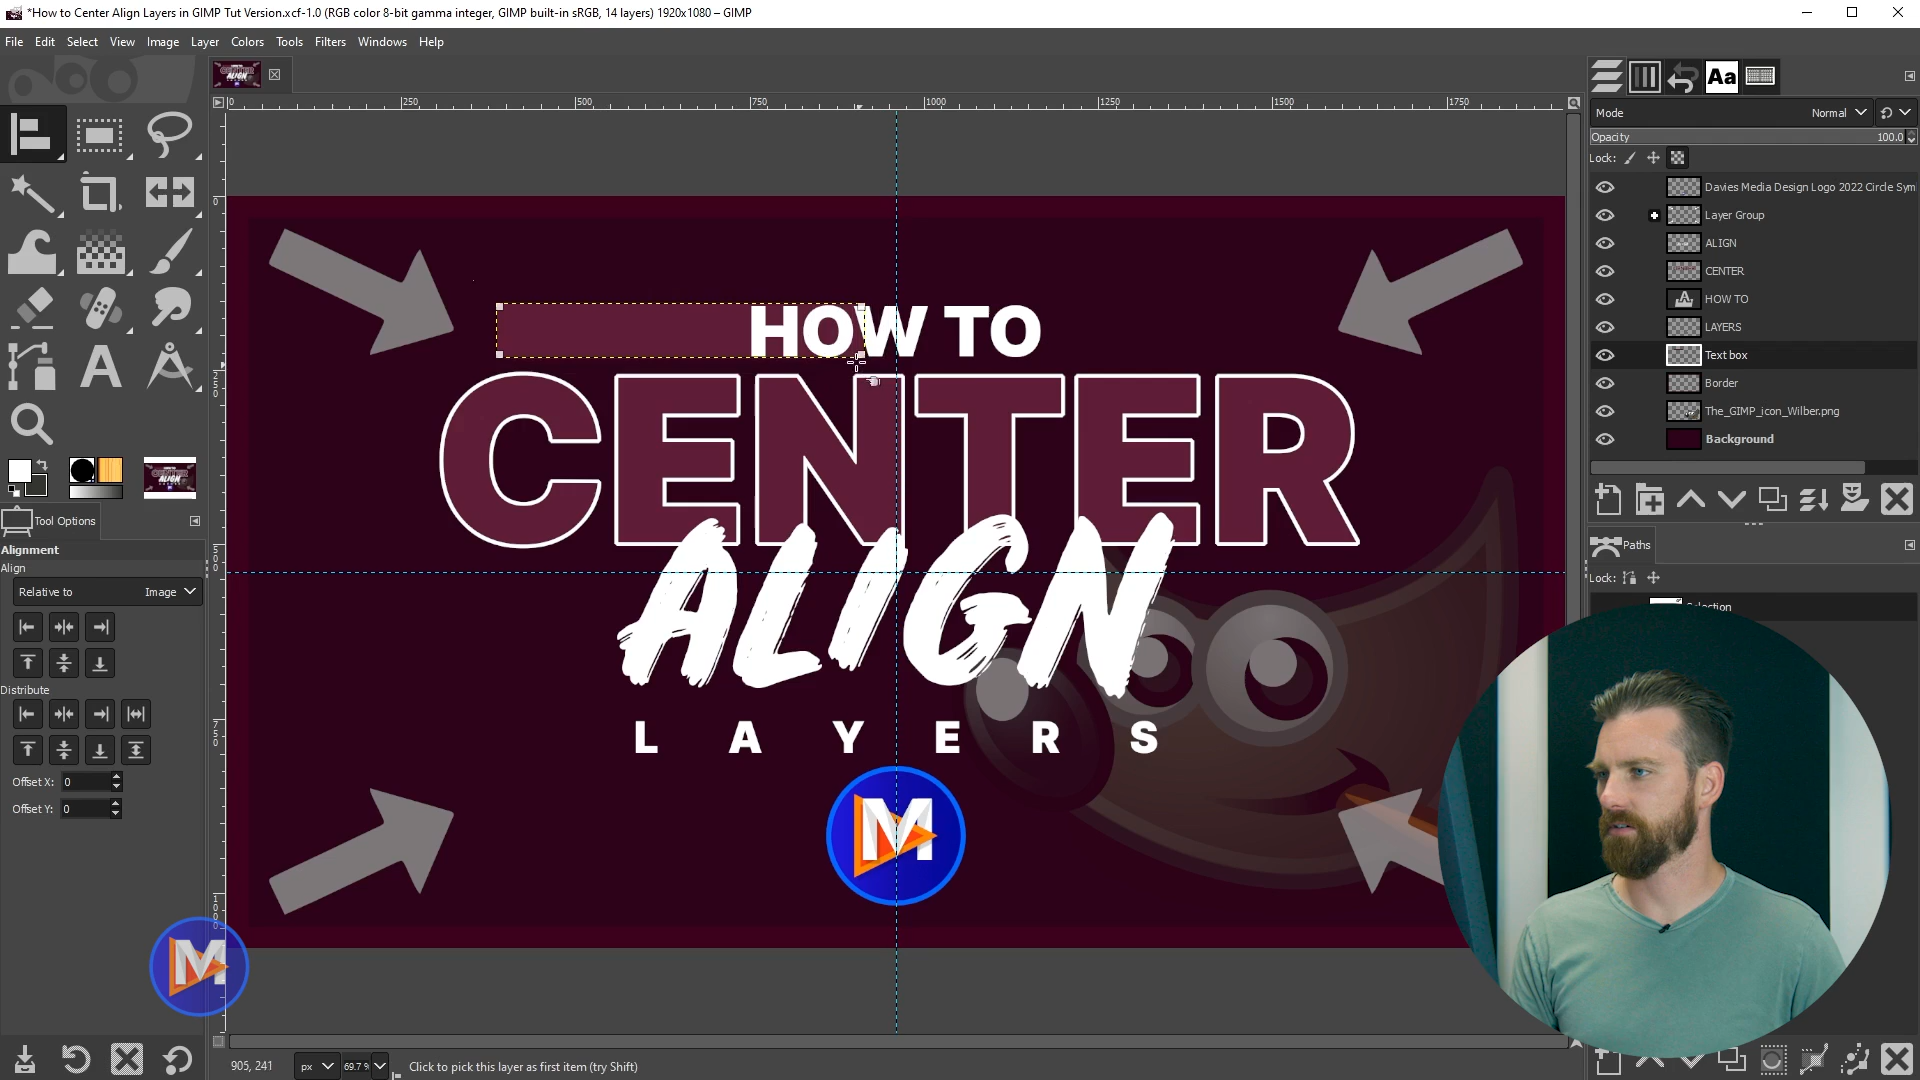 *How to Center Align Layers in GIMP Tut Version.xcf-1.0 (RGB color 8-bit gamma integer, GIMP built-in sRGB, 14 layers) 1920x1080 – GIMP
File Edit Select View Image Layer Colors Tools Filters Windows Help
0 250 500 750 1000 1250 1500 1750
Aa
Mode Normal
Opacity 100.0
Lock:
Davies Media Design Logo 2022 Circle Sym
Layer Group
ALIGN
CENTER
HOW TO
LAYERS
Text box
Border
The_GIMP_icon_Wilber.png
Background
HOW TO
CENTER
ALIGN
LAYERS
M
Tool Options
Alignment
Align
Relative to Image
Distribute
Offset X: 0
Offset Y: 0
M
Paths
Lock:
905, 241 px 69.7 % Click to pick this layer as first item (try Shift)